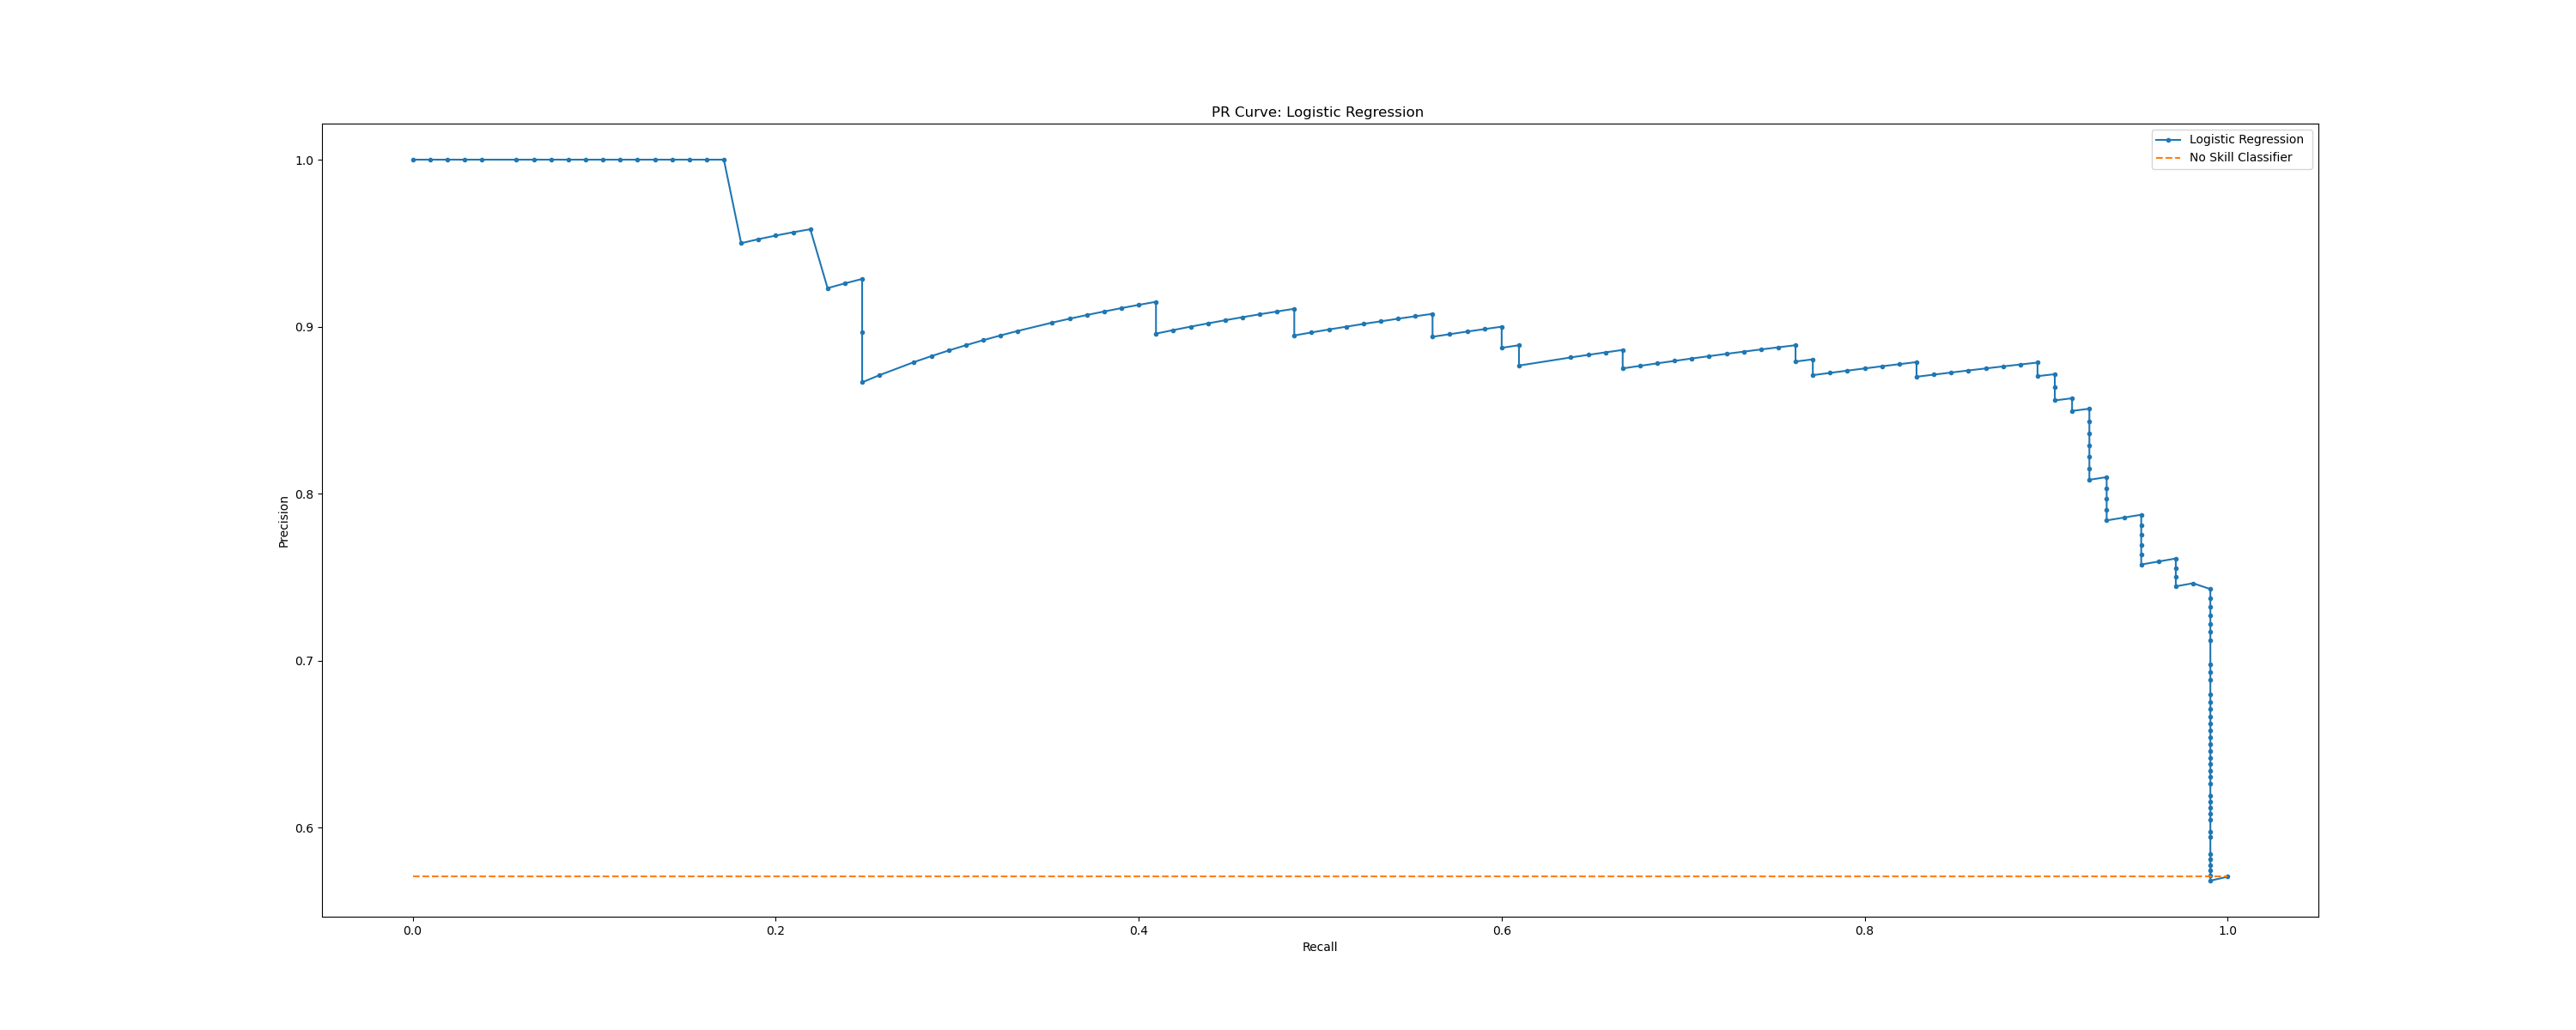 PR Curve: Logistic Regression
Logistic Regression
No Skill Classifier
1.0
0.9
0.8
0.7
0.6
Precision
0.0 0.2 0.4 0.6 0.8 1.0
Recall